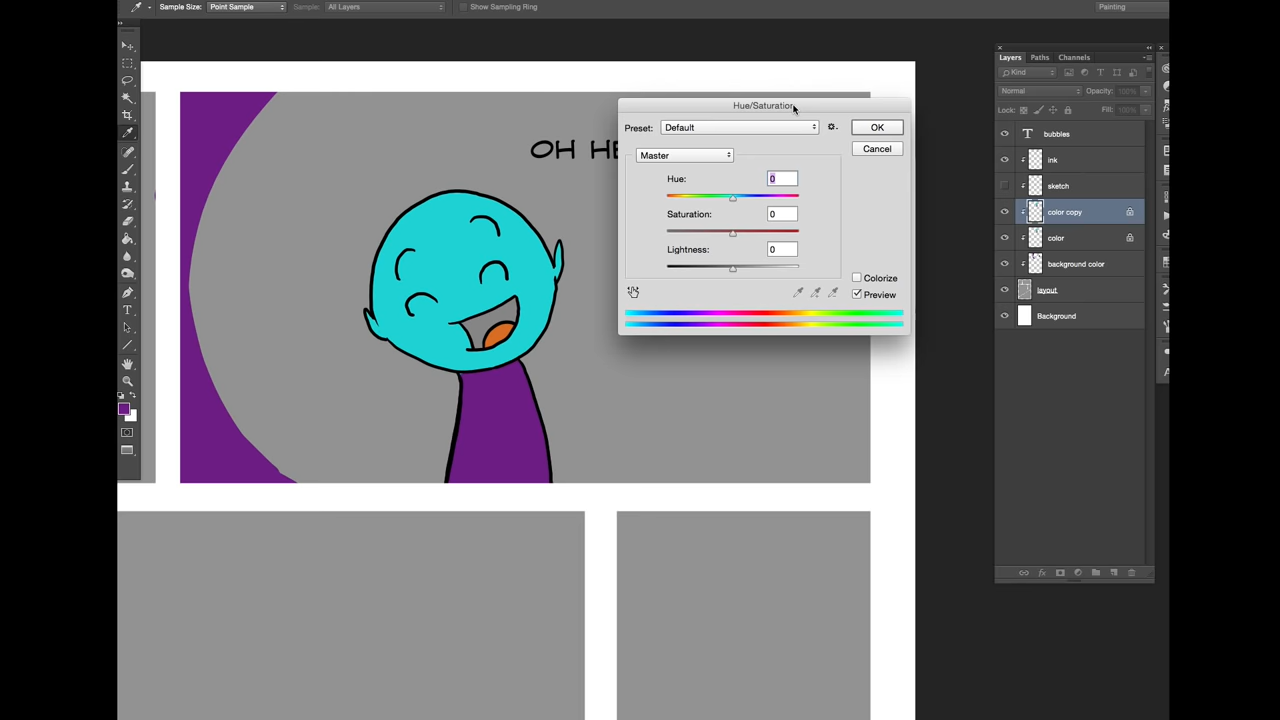 Sample Size: Point Sample Sample: All Layers Show Sampling Ring Painting
Layers Paths Channels
Kind
Normal Opacity: 100%
Lock: Fill: 100%
bubbles
ink
sketch
color copy
color
background color
layout
Background
OH HE
Hue/Saturation
Preset: Default OK
Cancel
Master
Hue: 0
Saturation: 0
Lightness: 0
Colorize
Preview